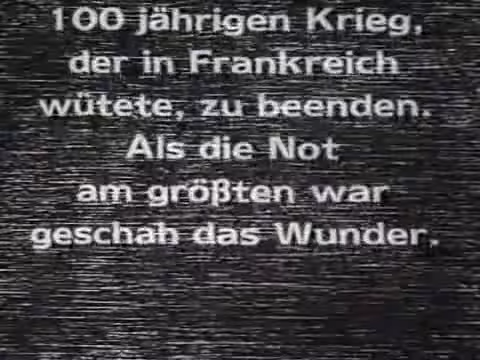 100 jährigen Krieg,
der in Frankreich
wütete, zu beenden.
Als die Not
am größten war
geschah das Wunder.